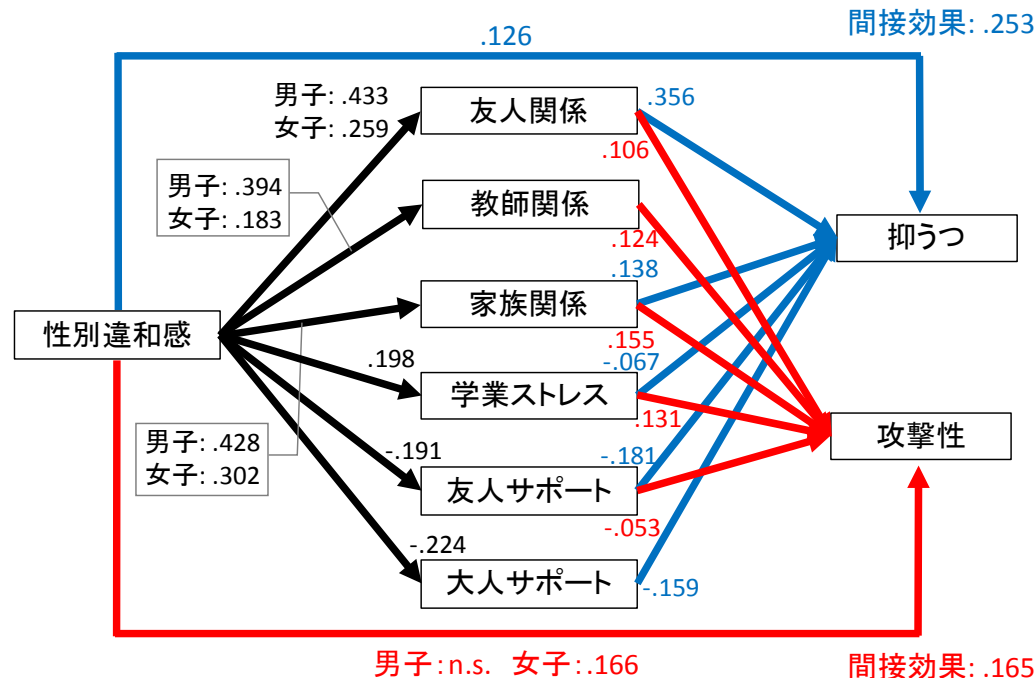 .126
間接効果: .253
男子: .433
女子: .259
友人関係
.356
.106
男子: .394
女子: .183
教師関係
.124
抑うつ
.138
家族関係
性別違和感
.155
.198
-.067
学業ストレス
.131
男子: .428
女子: .302
攻撃性
-.191
-.181
友人サポート
-.053
-.224
大人サポート
-.159
男子：n.s. 女子：.166
間接効果: .165